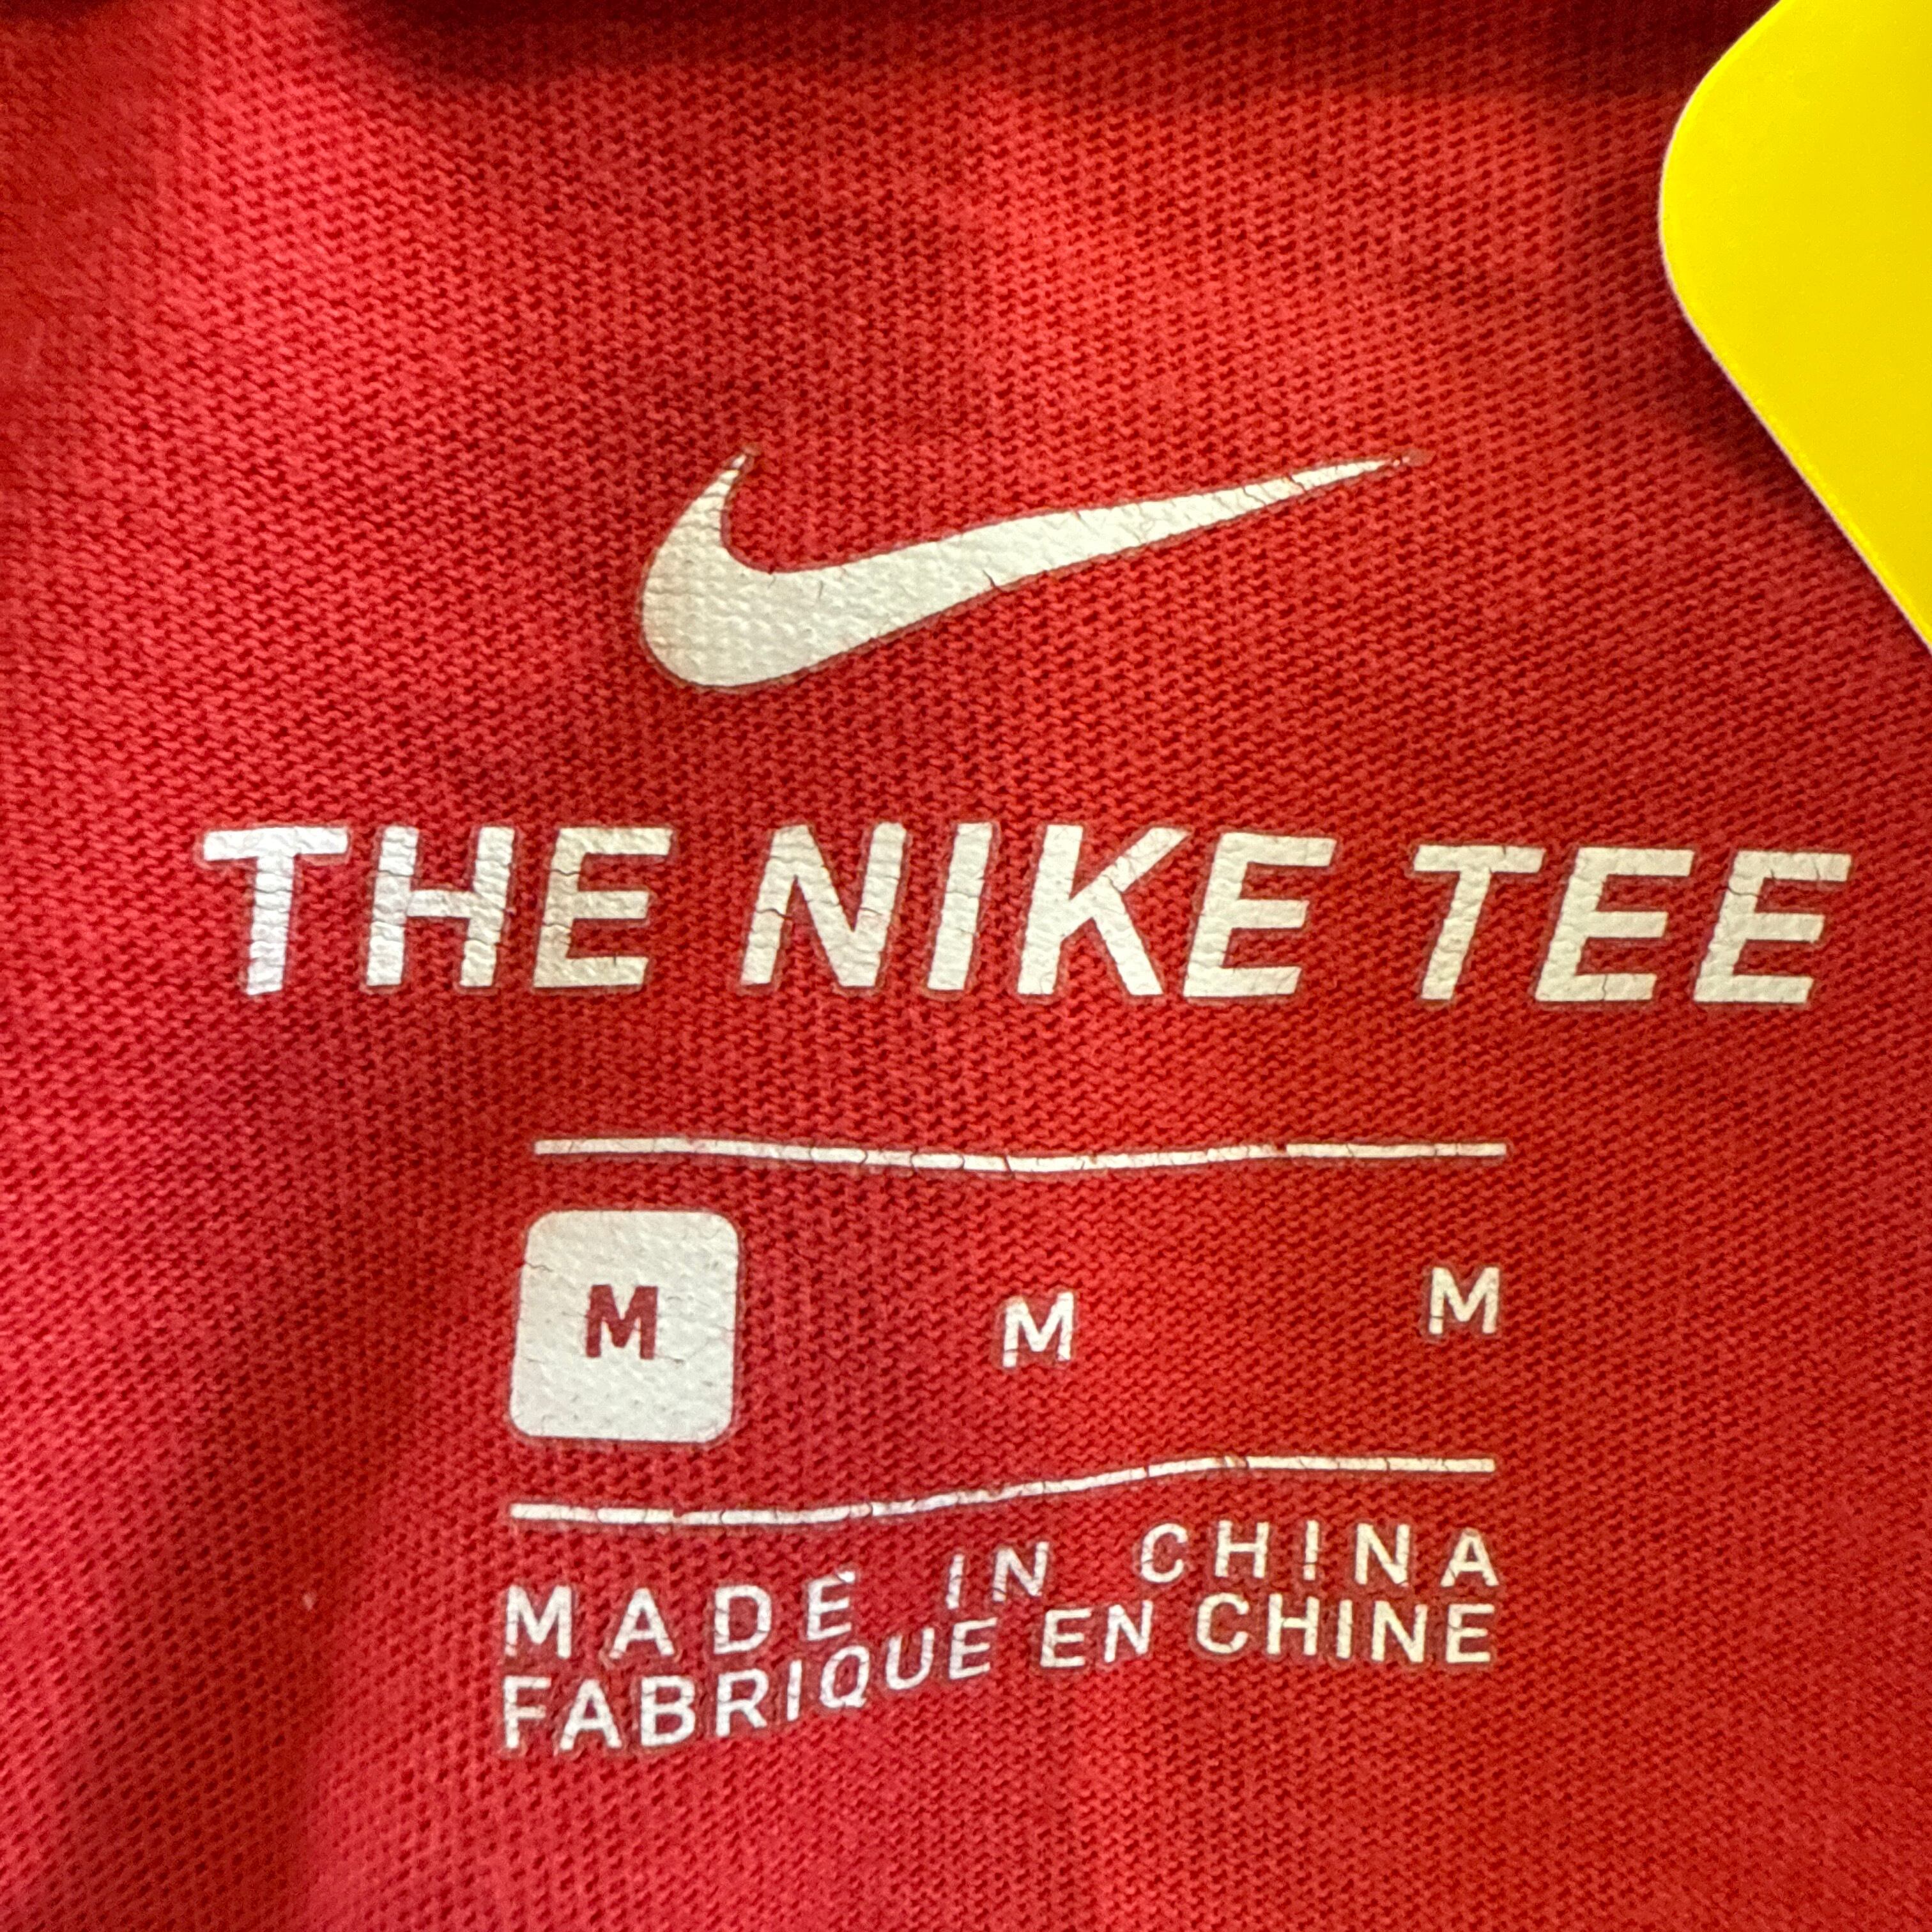 THE NIKE TEE
M M M
MADE IN CHINA
FABRIQUE EN CHINE